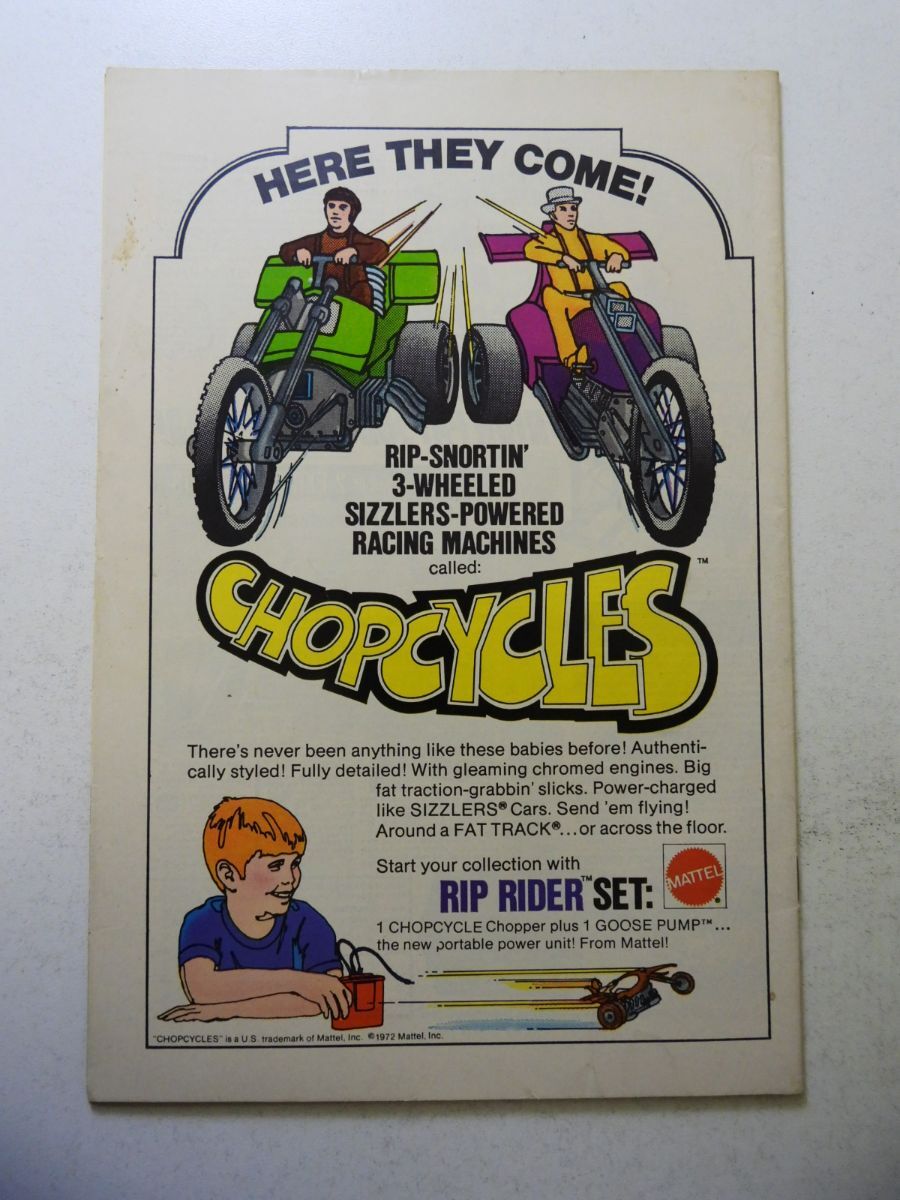 HERE THEY COME!
RIP-SNORTIN'
3-WHEELED
SIZZLERS-POWERED
RACING MACHINES
called:
CHOPCYCLES™
There's never been anything like these babies before! Authenti-
cally styled! Fully detailed! With gleaming chromed engines. Big
fat traction-grabbin' slicks. Power-charged
like SIZZLERS® Cars. Send 'em flying!
Around a FAT TRACK®...or across the floor.
Start your collection with
RIP RIDER™ SET:
MATTEL®
1 CHOPCYCLE Chopper plus 1 GOOSE PUMP™...
the new portable power unit! From Mattel!
"CHOPCYCLES" is a U.S. trademark of Mattel, Inc. ©1972 Mattel, Inc.